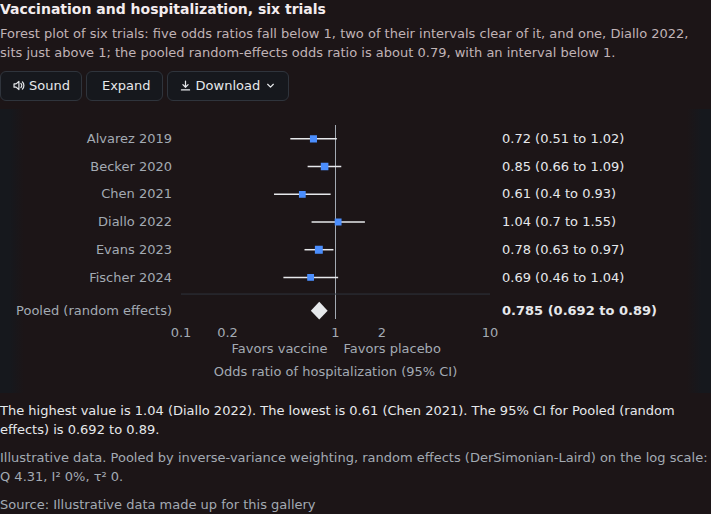 Vaccination and hospitalization, six trials
Forest plot of six trials: five odds ratios fall below 1, two of their intervals clear of it, and one, Diallo 2022,
sits just above 1; the pooled random-effects odds ratio is about 0.79, with an interval below 1.
Sound Expand Download
Alvarez 2019 0.72 (0.51 to 1.02)
Becker 2020 0.85 (0.66 to 1.09)
Chen 2021 0.61 (0.4 to 0.93)
Diallo 2022 1.04 (0.7 to 1.55)
Evans 2023 0.78 (0.63 to 0.97)
Fischer 2024 0.69 (0.46 to 1.04)
Pooled (random effects) 0.785 (0.692 to 0.89)
0.1 0.2 1 2 10
Favors vaccine Favors placebo
Odds ratio of hospitalization (95% CI)
The highest value is 1.04 (Diallo 2022). The lowest is 0.61 (Chen 2021). The 95% CI for Pooled (random
effects) is 0.692 to 0.89.
Illustrative data. Pooled by inverse-variance weighting, random effects (DerSimonian-Laird) on the log scale:
Q 4.31, I² 0%, τ² 0.
Source: Illustrative data made up for this gallery